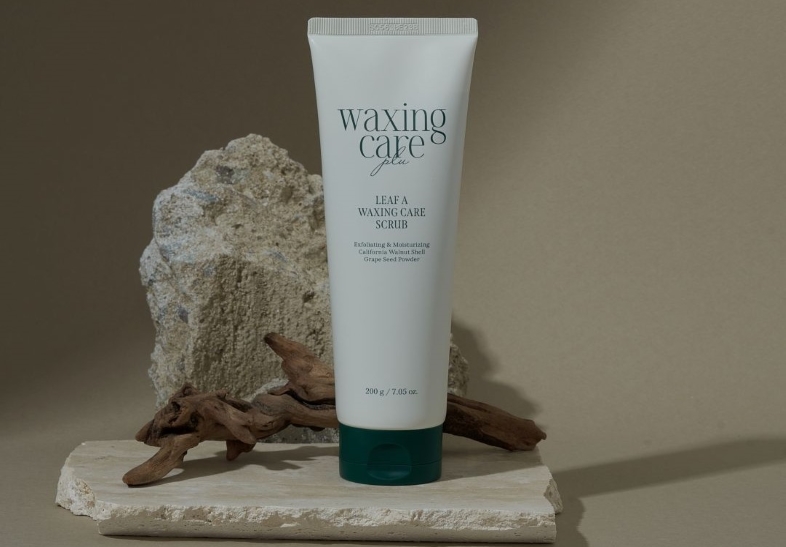 waxing
care
plu
LEAF A
WAXING CARE
SCRUB
Exfoliating & Moisturizing
California Walnut Shell
Grape Seed Powder
200 g / 7.05 oz.